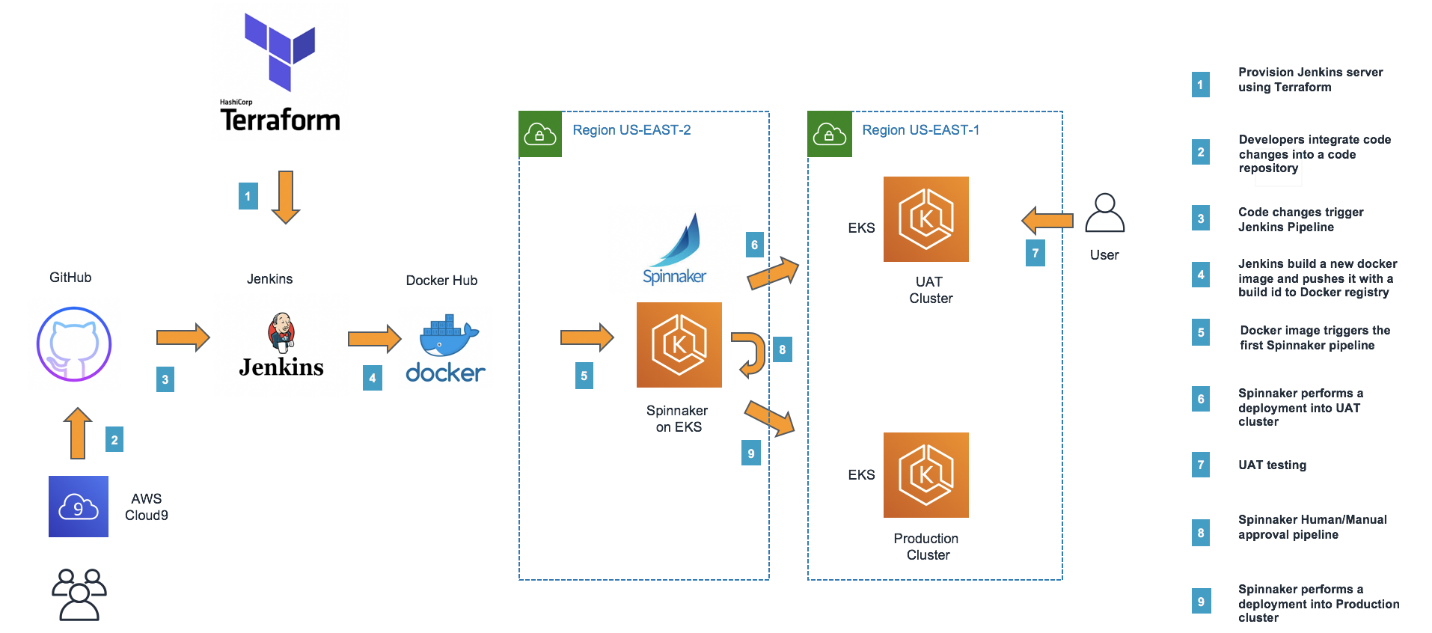 HashiCorp
Terraform
1
GitHub
Jenkins
Jenkins
3
4
Docker Hub
docker
2
9
AWS
Cloud9
Region US-EAST-2
5
Spinnaker
K
Spinnaker
on EKS
6
8
9
Region US-EAST-1
EKS
K
UAT
Cluster
7
User
EKS
K
Production
Cluster
1
Provision Jenkins server
using Terraform
2
Developers integrate code
changes into a code
repository
3
Code changes trigger
Jenkins Pipeline
4
Jenkins build a new docker
image and pushes it with a
build id to Docker registry
5
Docker image triggers the
first Spinnaker pipeline
6
Spinnaker performs a
deployment into UAT
cluster
7
UAT testing
8
Spinnaker Human/Manual
approval pipeline
9
Spinnaker performs a
deployment into Production
cluster